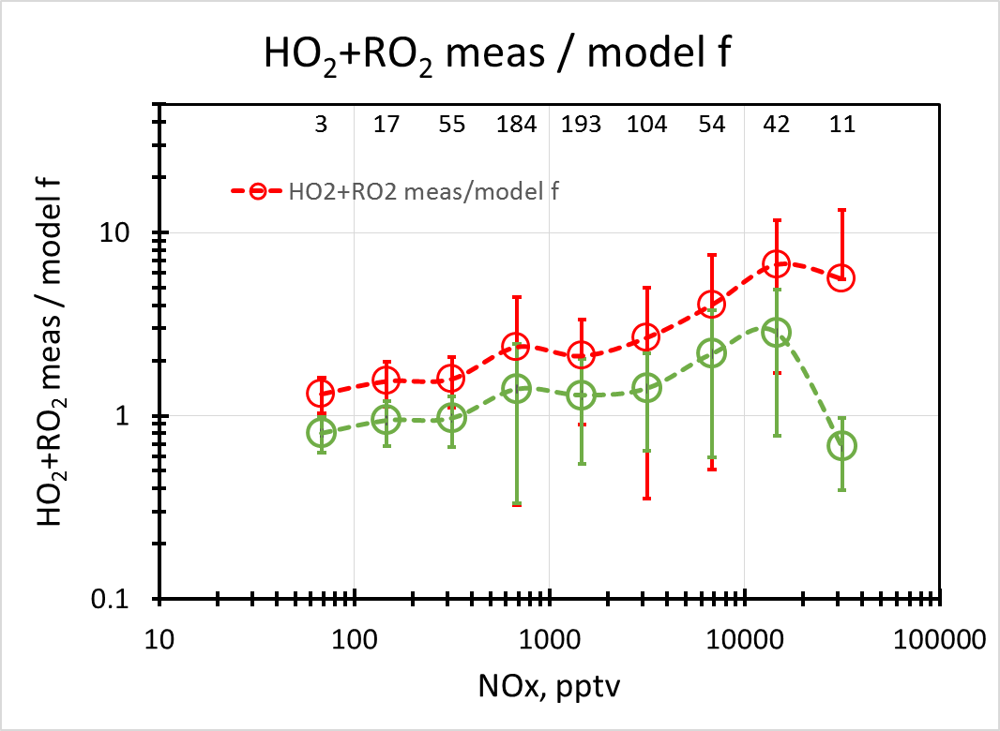 HO₂+RO₂ meas / model f
3 17 55 184 193 104 54 42 11
HO2+RO2 meas/model f
HO₂+RO₂ meas / model f
10
1
0.1
10 100 1000 10000 100000
NOx, pptv